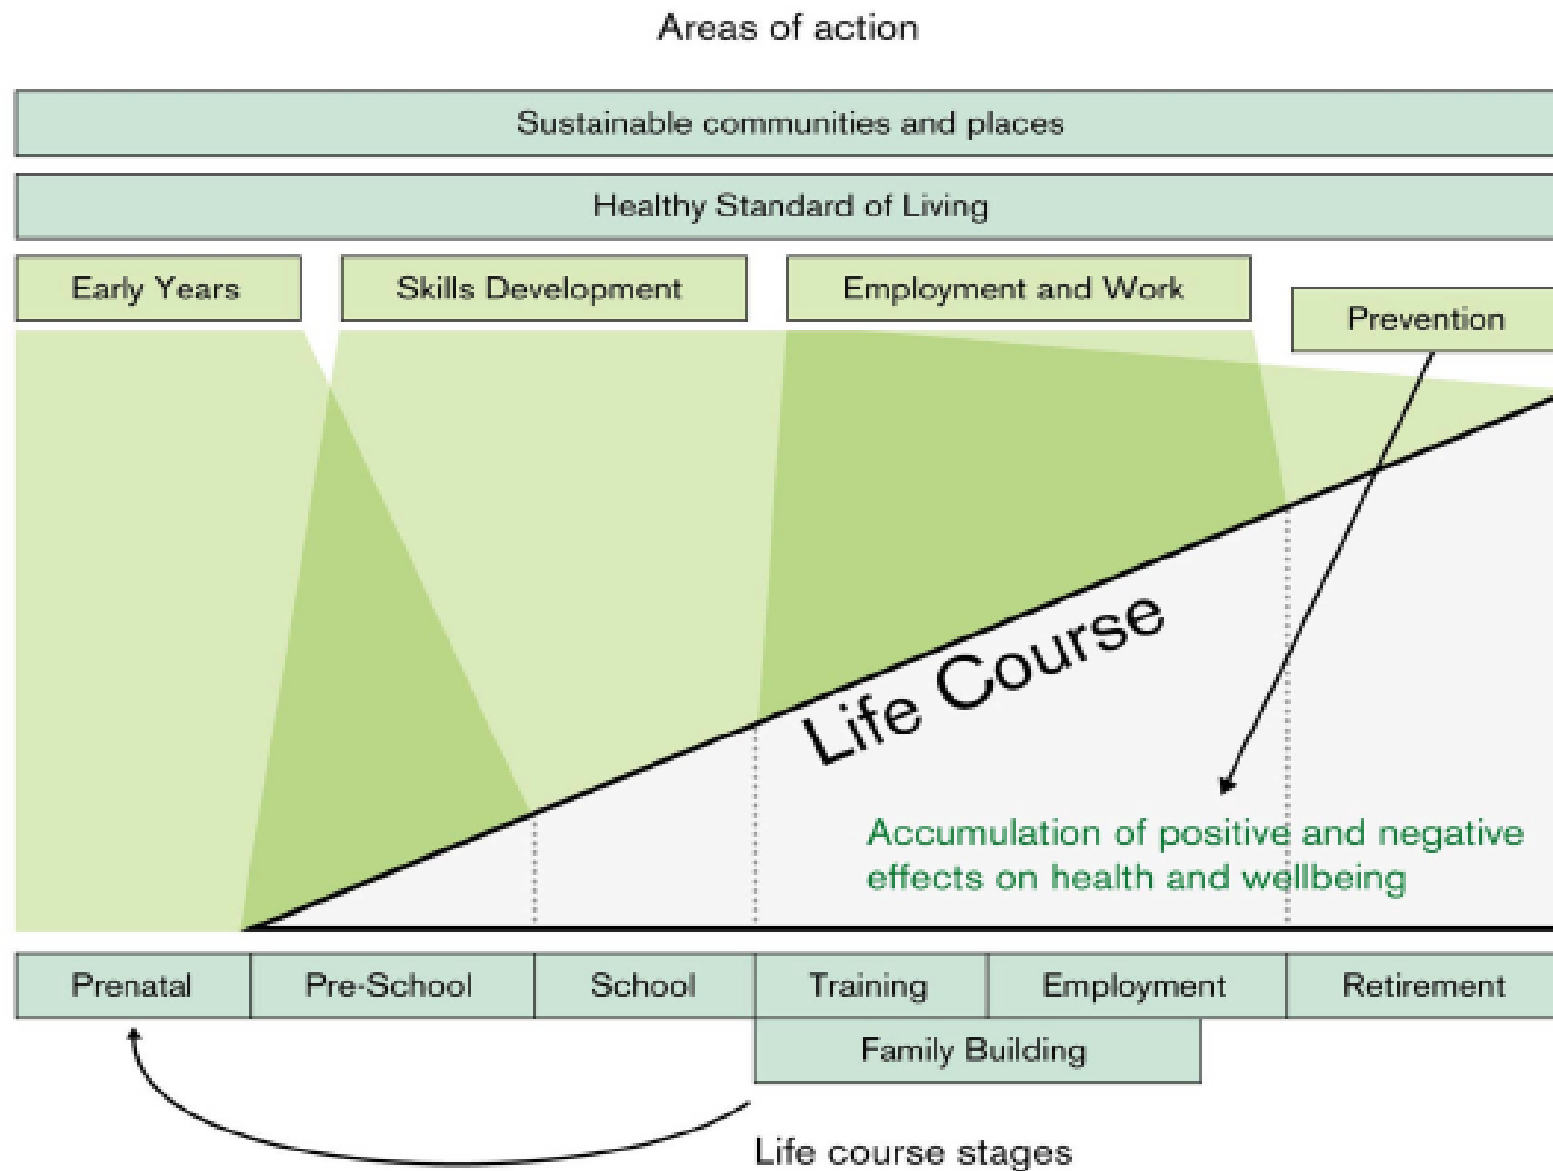 Areas of action
Sustainable communities and places
Healthy Standard of Living
Early Years
Skills Development
Employment and Work
Prevention
Life Course
Accumulation of positive and negative
effects on health and wellbeing
Prenatal
Pre-School
School
Training
Employment
Retirement
Family Building
Life course stages